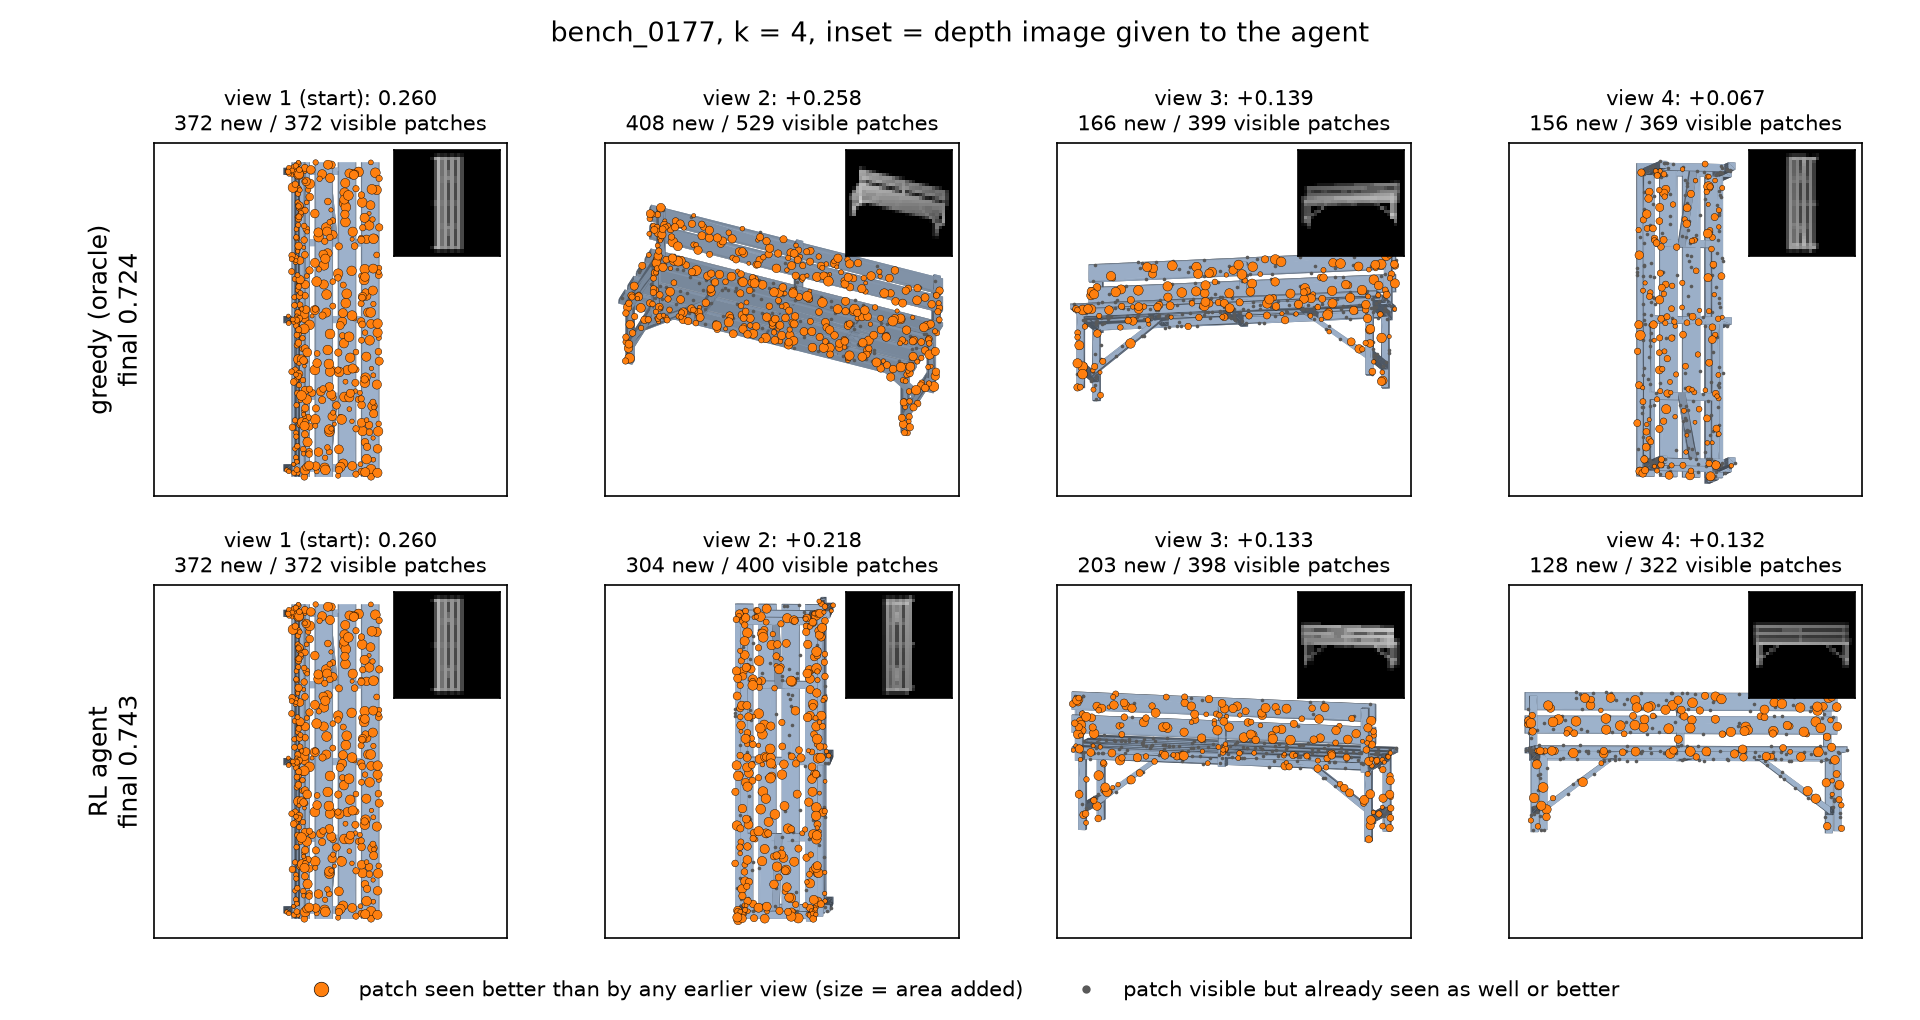 bench_0177, k = 4, inset = depth image given to the agent
greedy (oracle)
final 0.724
view 1 (start): 0.260
372 new / 372 visible patches
view 2: +0.258
408 new / 529 visible patches
view 3: +0.139
166 new / 399 visible patches
view 4: +0.067
156 new / 369 visible patches
RL agent
final 0.743
view 1 (start): 0.260
372 new / 372 visible patches
view 2: +0.218
304 new / 400 visible patches
view 3: +0.133
203 new / 398 visible patches
view 4: +0.132
128 new / 322 visible patches
patch seen better than by any earlier view (size = area added)
patch visible but already seen as well or better